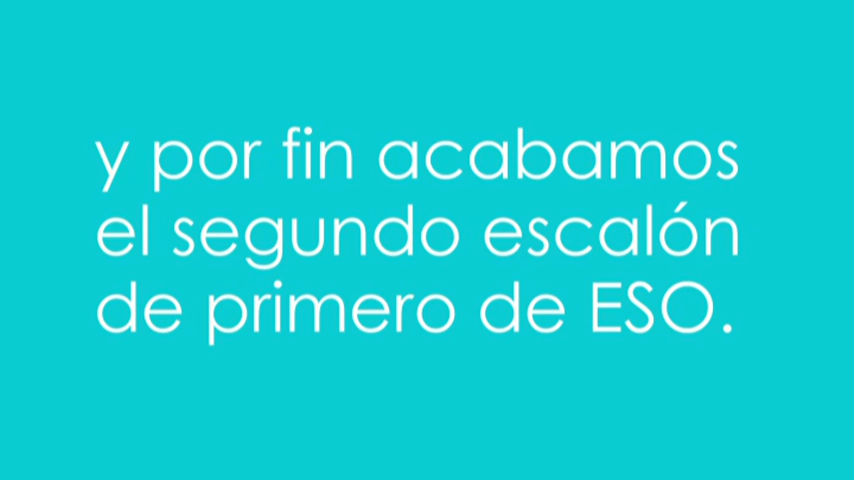 y por fin acabamos
el segundo escalón
de primero de ESO.